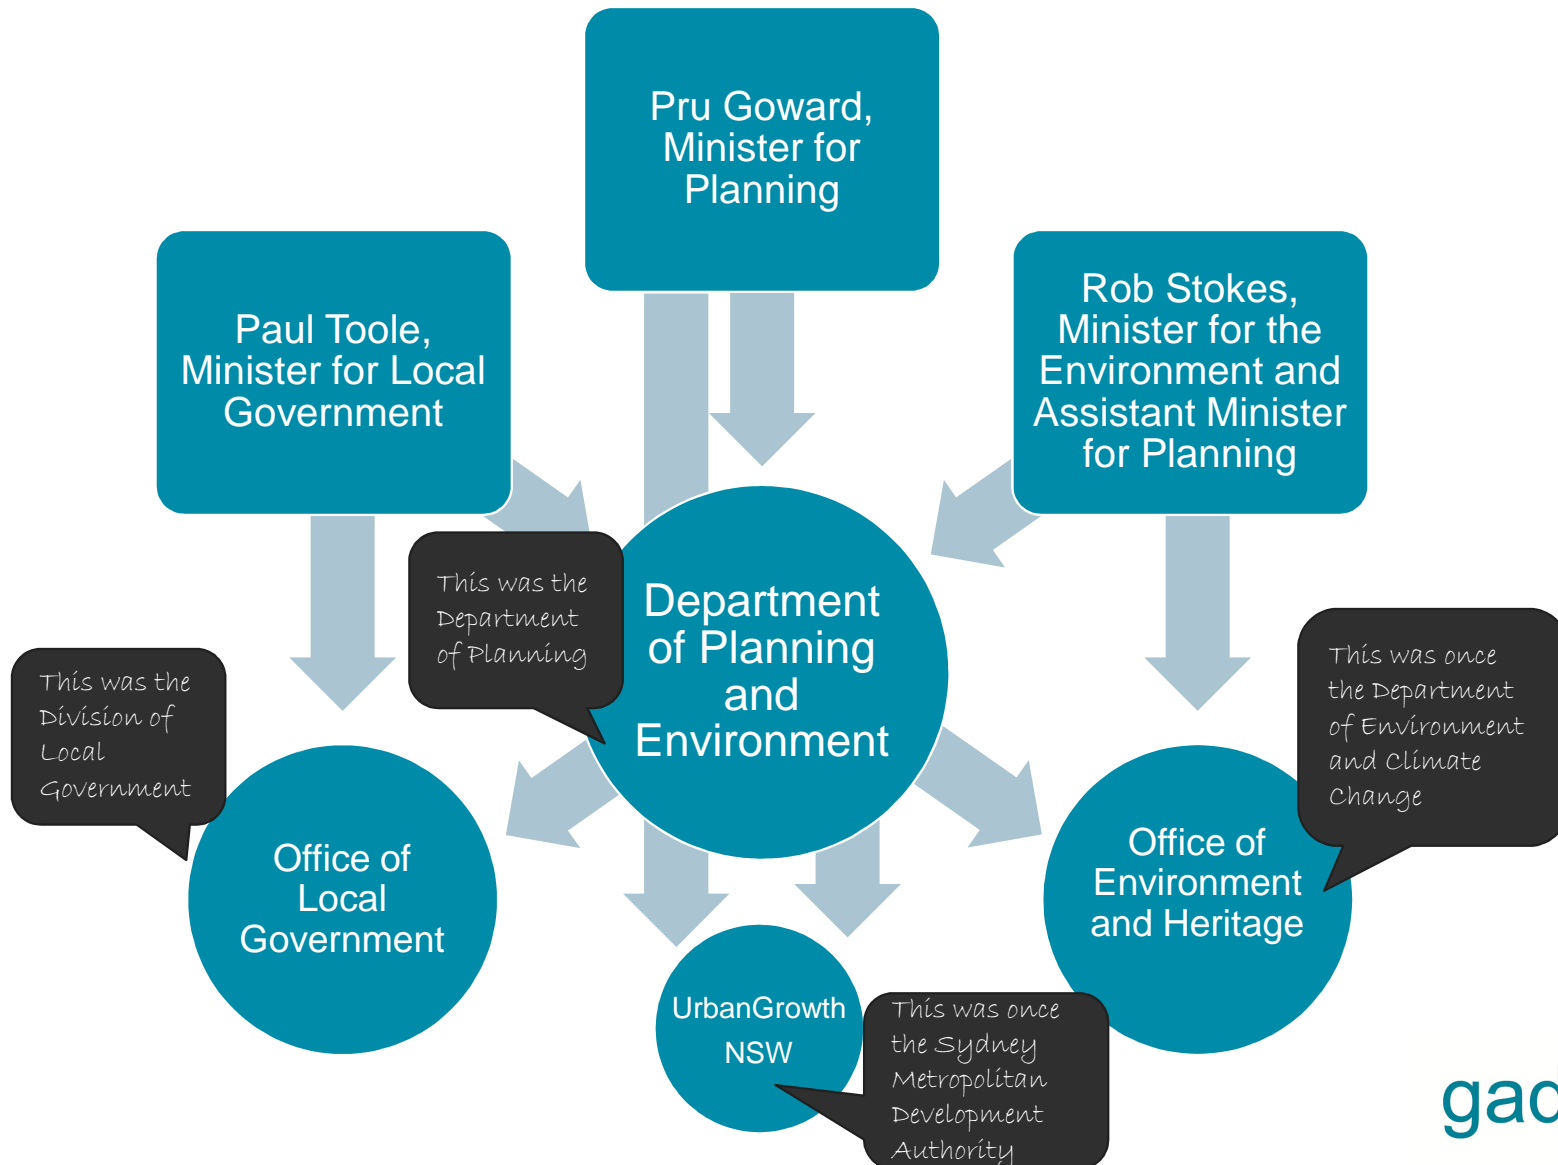 Pru Goward,
Minister for
Planning
Paul Toole,
Minister for Local
Government
Rob Stokes,
Minister for the
Environment and
Assistant Minister
for Planning
This was the
Department
of Planning
Department
of Planning
and
Environment
This was the
Division of
Local
Government
This was once
the Department
of Environment
and Climate
Change
Office of
Local
Government
Office of
Environment
and Heritage
UrbanGrowth
NSW
This was once
the Sydney
Metropolitan
Development
Authority